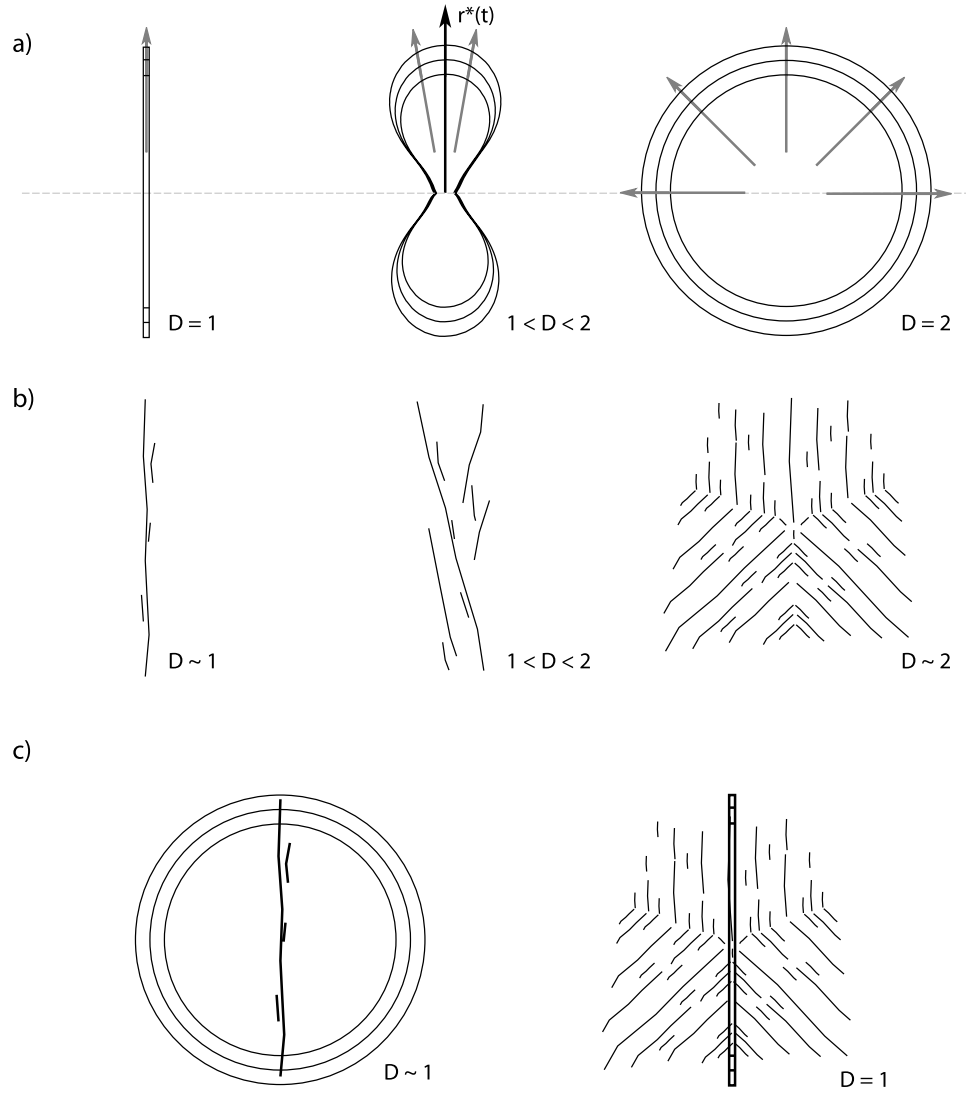 a)
r*(t)
D = 1
1 < D < 2
D = 2
b)
D ~ 1
1 < D < 2
D ~ 2
c)
D ~ 1
D = 1